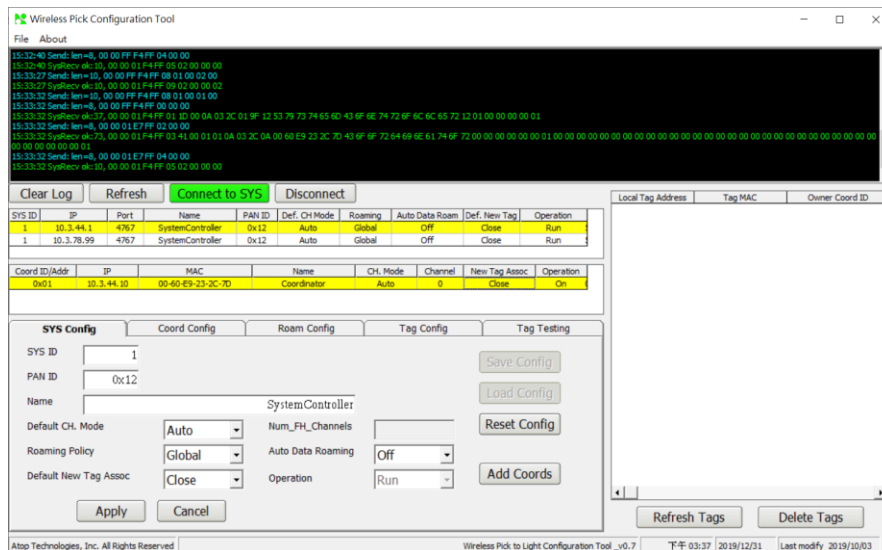 Wireless Pick Configuration Tool
File About
15:32:40 Send: len=8, 00 00 FF F4 FF 04 00 00
15:32:40 SysRecv ok:10, 00 00 01 F4 FF 05 02 00 00 00
15:33:27 Send: len=10, 00 00 FF F4 FF 08 01 00 02 00
15:33:27 SysRecv ok:10, 00 00 01 F4 FF 09 02 00 00 02
15:33:32 Send: len=10, 00 00 FF F4 FF 08 01 00 01 00
15:33:32 Send: len=8, 00 00 FF F4 FF 00 00 00
15:33:32 SysRecv ok:37, 00 00 01 F4 FF 01 1D 00 0A 03 2C 01 9F 12 53 79 73 74 65 6D 43 6F 6E 74 72 6F 6C 6C 65 72 12 01 00 00 00 00 01
15:33:32 Send: len=8, 00 00 01 E7 FF 02 00 00
15:33:32 SysRecv ok:73, 00 00 01 F4 FF 03 41 00 01 01 0A 03 2C 0A 00 60 E9 23 2C 7D 43 6F 6F 72 64 69 6E 61 74 6F 72 00 00 00 00 00 00 01 00 00 00 00 00 00 00 00 00 00 00 00 00 00 00 00 00 00 00 00 00 00 00 00 00
00 00 00 00 00 01
15:33:32 Send: len=8, 00 00 01 E7 FF 04 00 00
15:33:32 SysRecv ok:10, 00 00 01 F4 FF 05 02 00 00 00
Clear Log Refresh Connect to SYS Disconnect
Local Tag Address Tag MAC Owner Coord ID
SYS ID IP Port Name PAN ID Def. CH Mode Roaming Auto Data Roam Def. New Tag Operation
1 10.3.44.1 4767 SystemController 0x12 Auto Global Off Close Run
1 10.3.78.99 4767 SystemController 0x12 Auto Global Off Close Run
Coord ID/Addr IP MAC Name CH. Mode Channel New Tag Assoc Operation
0x01 10.3.44.10 00-60-E9-23-2C-7D Coordinator Auto 0 Close On
SYS Config Coord Config Roam Config Tag Config Tag Testing
SYS ID 1
Save Config
PAN ID 0x12
Load Config
Name SystemController
Default CH. Mode Auto Num_FH_Channels
Reset Config
Roaming Policy Global Auto Data Roaming Off
Default New Tag Assoc Close Operation Run
Add Coords
Apply Cancel
Refresh Tags Delete Tags
Atop Technologies, Inc. All Rights Reserved Wireless Pick to Light Configuration Tool _v0.7 下午 03:37 2019/12/31 Last modify 2019/10/03